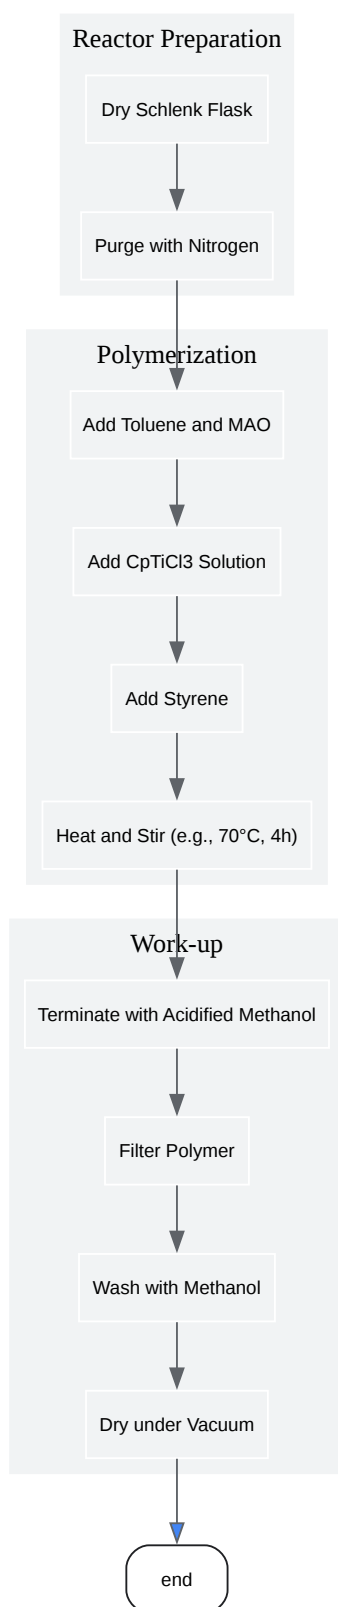 Reactor Preparation
Dry Schlenk Flask
Purge with Nitrogen
Polymerization
Add Toluene and MAO
Add CpTiCl3 Solution
Add Styrene
Heat and Stir (e.g., 70°C, 4h)
Work-up
Terminate with Acidified Methanol
Filter Polymer
Wash with Methanol
Dry under Vacuum
end